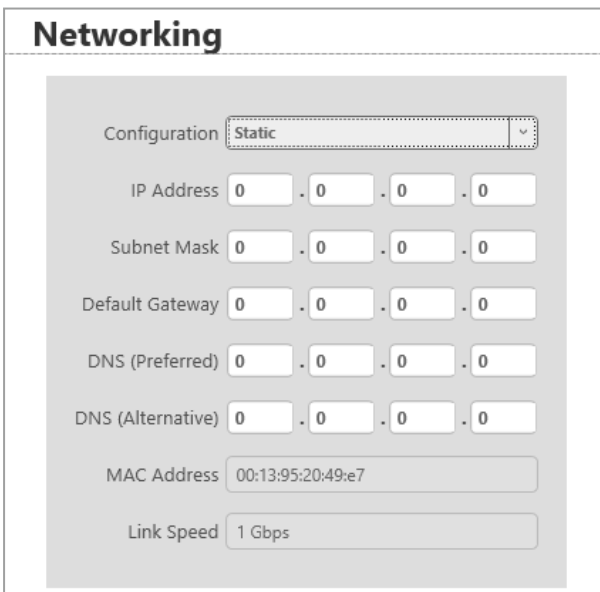 Networking
Configuration Static
IP Address 0 . 0 . 0 . 0
Subnet Mask 0 . 0 . 0 . 0
Default Gateway 0 . 0 . 0 . 0
DNS (Preferred) 0 . 0 . 0 . 0
DNS (Alternative) 0 . 0 . 0 . 0
MAC Address 00:13:95:20:49:e7
Link Speed 1 Gbps